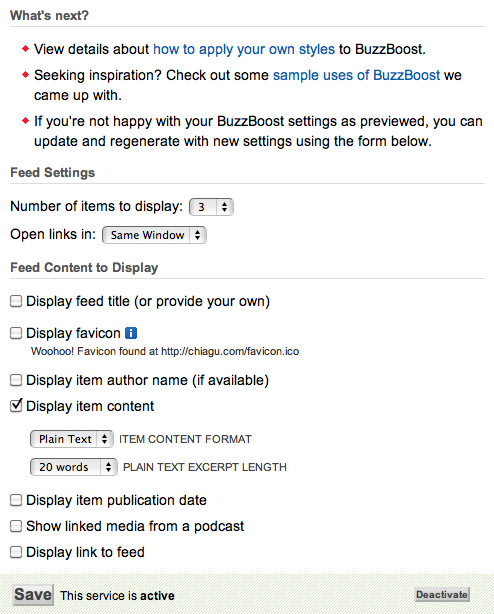 What's next?
View details about how to apply your own styles to BuzzBoost.
Seeking inspiration? Check out some sample uses of BuzzBoost we
came up with.
If you're not happy with your BuzzBoost settings as previewed, you can
update and regenerate with new settings using the form below.
Feed Settings
Number of items to display: 3
Open links in: Same Window
Feed Content to Display
Display feed title (or provide your own)
Display favicon i
Woohoo! Favicon found at http://chiagu.com/favicon.ico
Display item author name (if available)
Display item content
Plain Text ITEM CONTENT FORMAT
20 words PLAIN TEXT EXCERPT LENGTH
Display item publication date
Show linked media from a podcast
Display link to feed
Save This service is active Deactivate